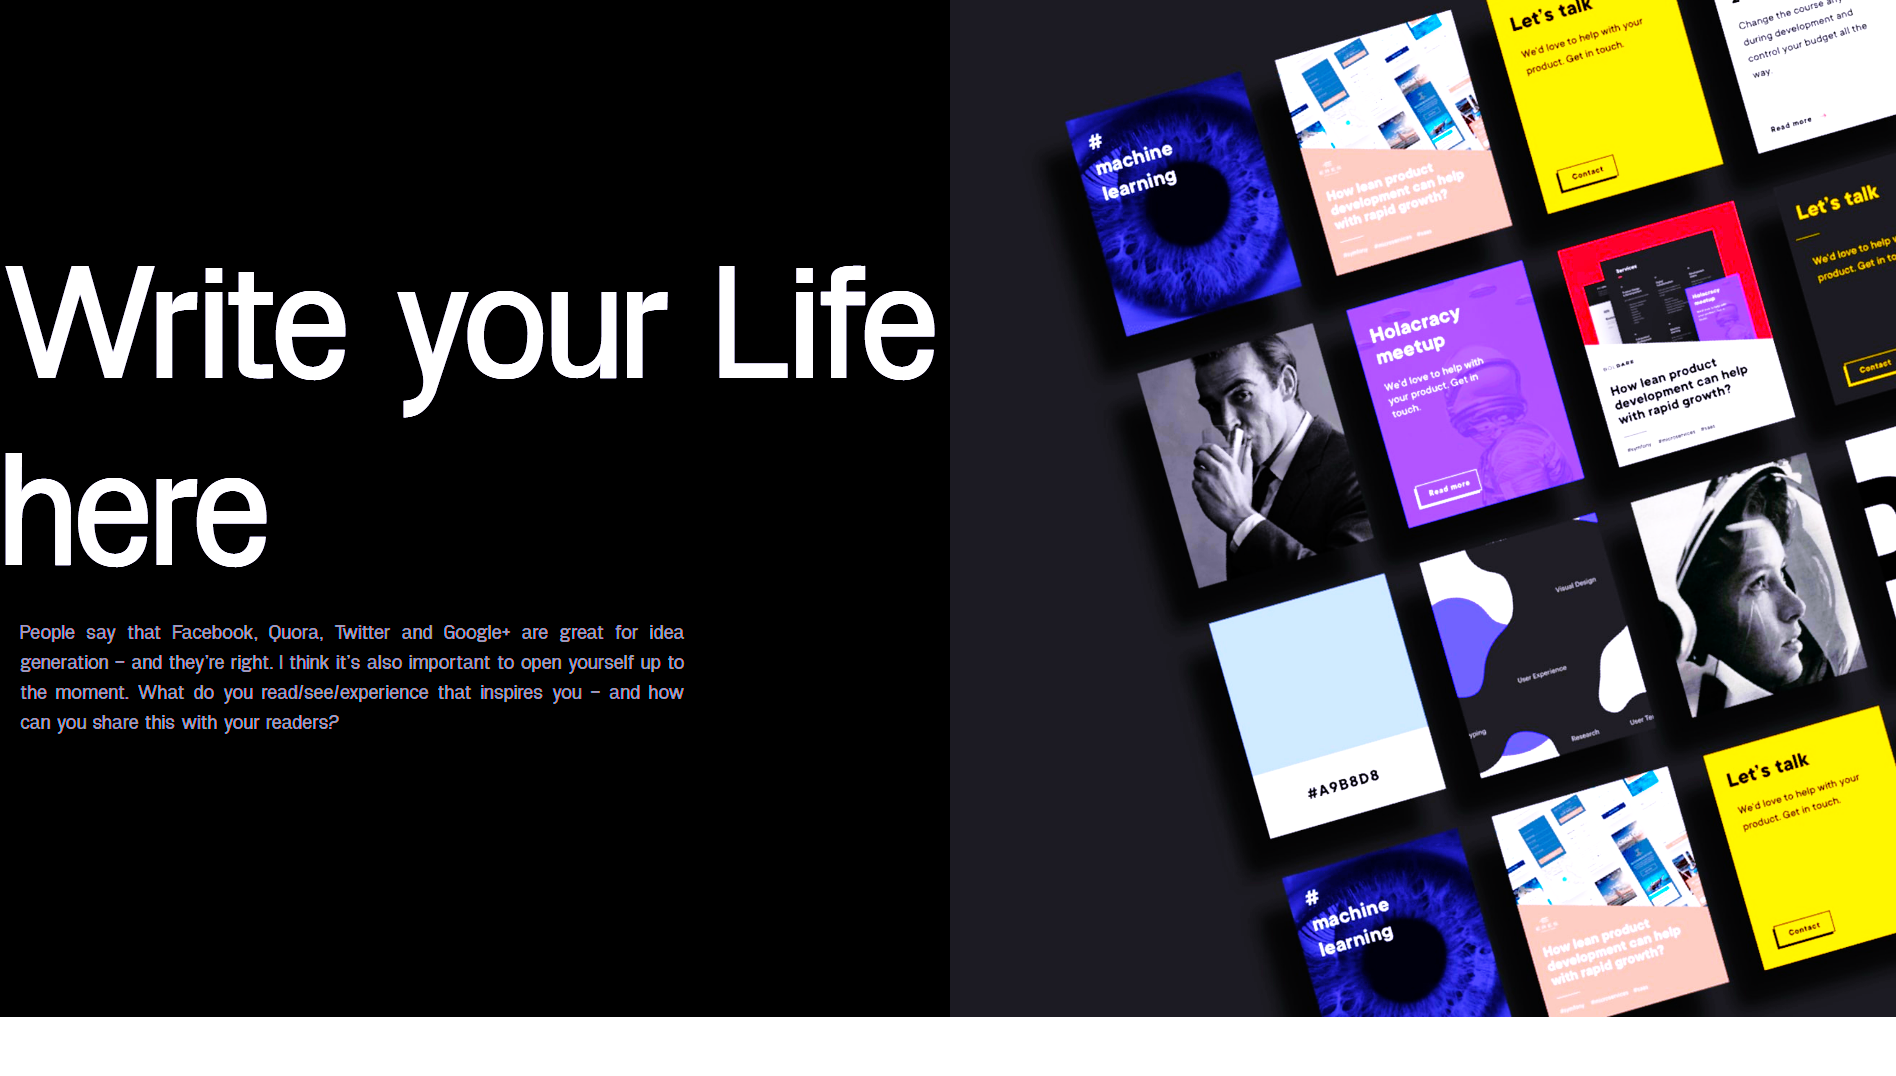 Write your Life
here
People say that Facebook, Quora, Twitter and Google+ are great for idea
generation – and they're right. I think it's also important to open yourself up to
the moment. What do you read/see/experience that inspires you – and how
can you share this with your readers?
#
machine
learning
How lean product
development can help
with rapid growth?
Let's talk
We'd love to help with your
product. Get in touch.
Contact
Change the course any
during development and
control your budget all the
way.
Read more
Holacracy
meetup
We'd love to help with
your product. Get in
touch.
Read more
Services
Holacracy
meetup
How lean product
development can help
with rapid growth?
#symfony #microservices #saas
Let's talk
We'd love to help
product. Get in to
Contact
#A9B8D8
Visual Design
User Experience
yping
Research
User Te
#
machine
learning
How lean product
development can help
with rapid growth?
Let's talk
We'd love to help with your
product. Get in touch.
Contact